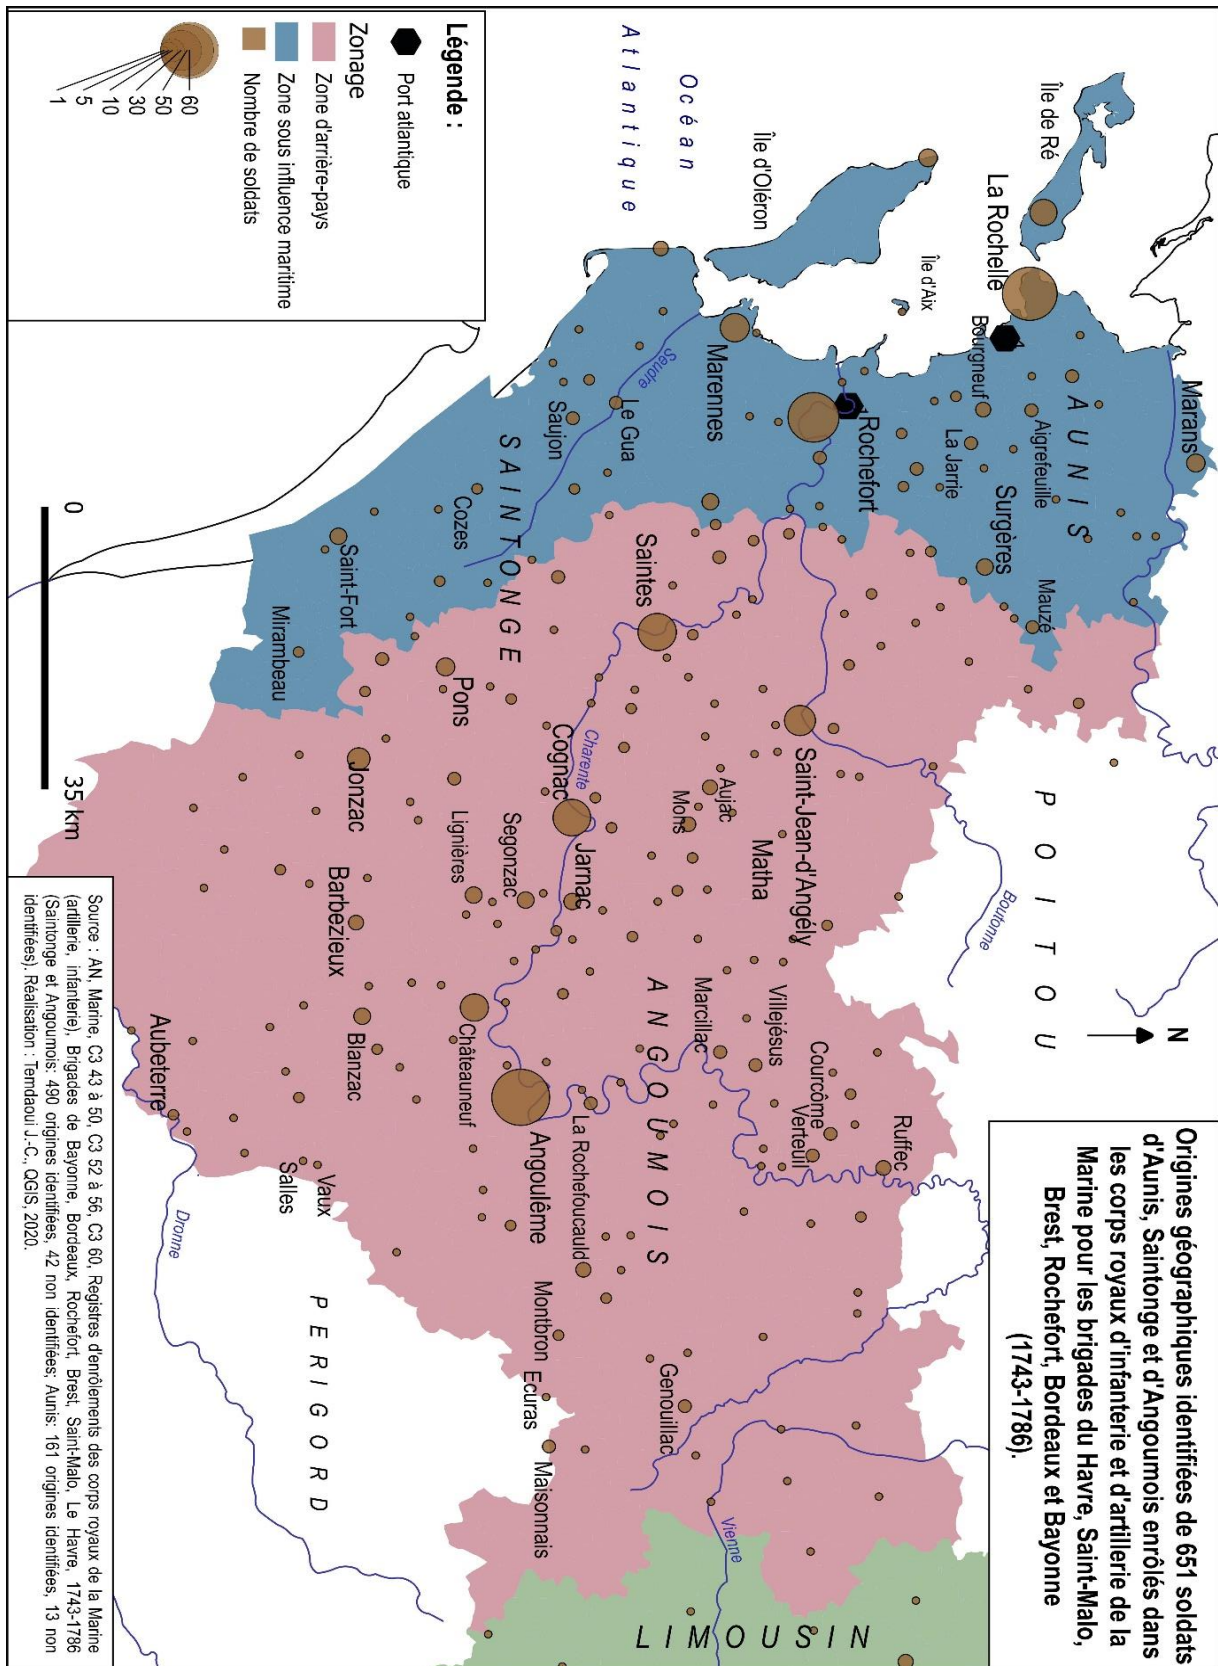 Origines géographiques identifiées de 651 soldats
d'Aunis, Saintonge et d'Angoumois enrôlés dans
les corps royaux d'infanterie et d'artillerie de la
Marine pour les brigades du Havre, Saint-Malo,
Brest, Rochefort, Bordeaux et Bayonne
(1743-1786).
N
POITOU
Boutonne
Marans
AUNIS
Île de Ré
La Rochelle
Bourgneuf
Aigrefeuille
La Jarrie
Surgères
Mauzé
Île d'Aix
Rochefort
Île d'Oléron
Océan
Atlantique
Marennes
Seudre
Le Gua
Saujon
SAINTONGE
Cozes
Saint-Fort
Mirambeau
Saintes
Pons
Jonzac
Saint-Jean-d'Angély
Aujac
Mons
Matha
Charente
Cognac
Jarnac
Segonzac
Lignières
Barbezieux
Blanzac
Châteauneuf
ANGOUMOIS
Villejésus
Marcillac
Courcôme
Verteuil
Ruffec
Angoulême
La Rochefoucauld
Montbron
Ecuras
Maisonnais
Genouillac
Vienne
LIMOUSIN
PERIGORD
Vaux
Salles
Aubeterre
Dronne
Légende :
Port atlantique
Zonage
Zone d'arrière-pays
Zone sous influence maritime
Nombre de soldats
60
50
30
10
5
1
0
35 km
Source : AN, Marine, C3 43 à 50, C3 52 à 56, C3 60, Registres d'enrôlements des corps royaux de la Marine
(artillerie, infanterie), Brigades de Bayonne, Bordeaux, Rochefort, Brest, Saint-Malo, Le Havre, 1743-1786
(Saintonge et Angoumois: 490 origines identifiées, 42 non identifiées; Aunis: 161 origines identifiées, 13 non
identifiées). Réalisation : Temdaoui J.-C., QGIS, 2020.